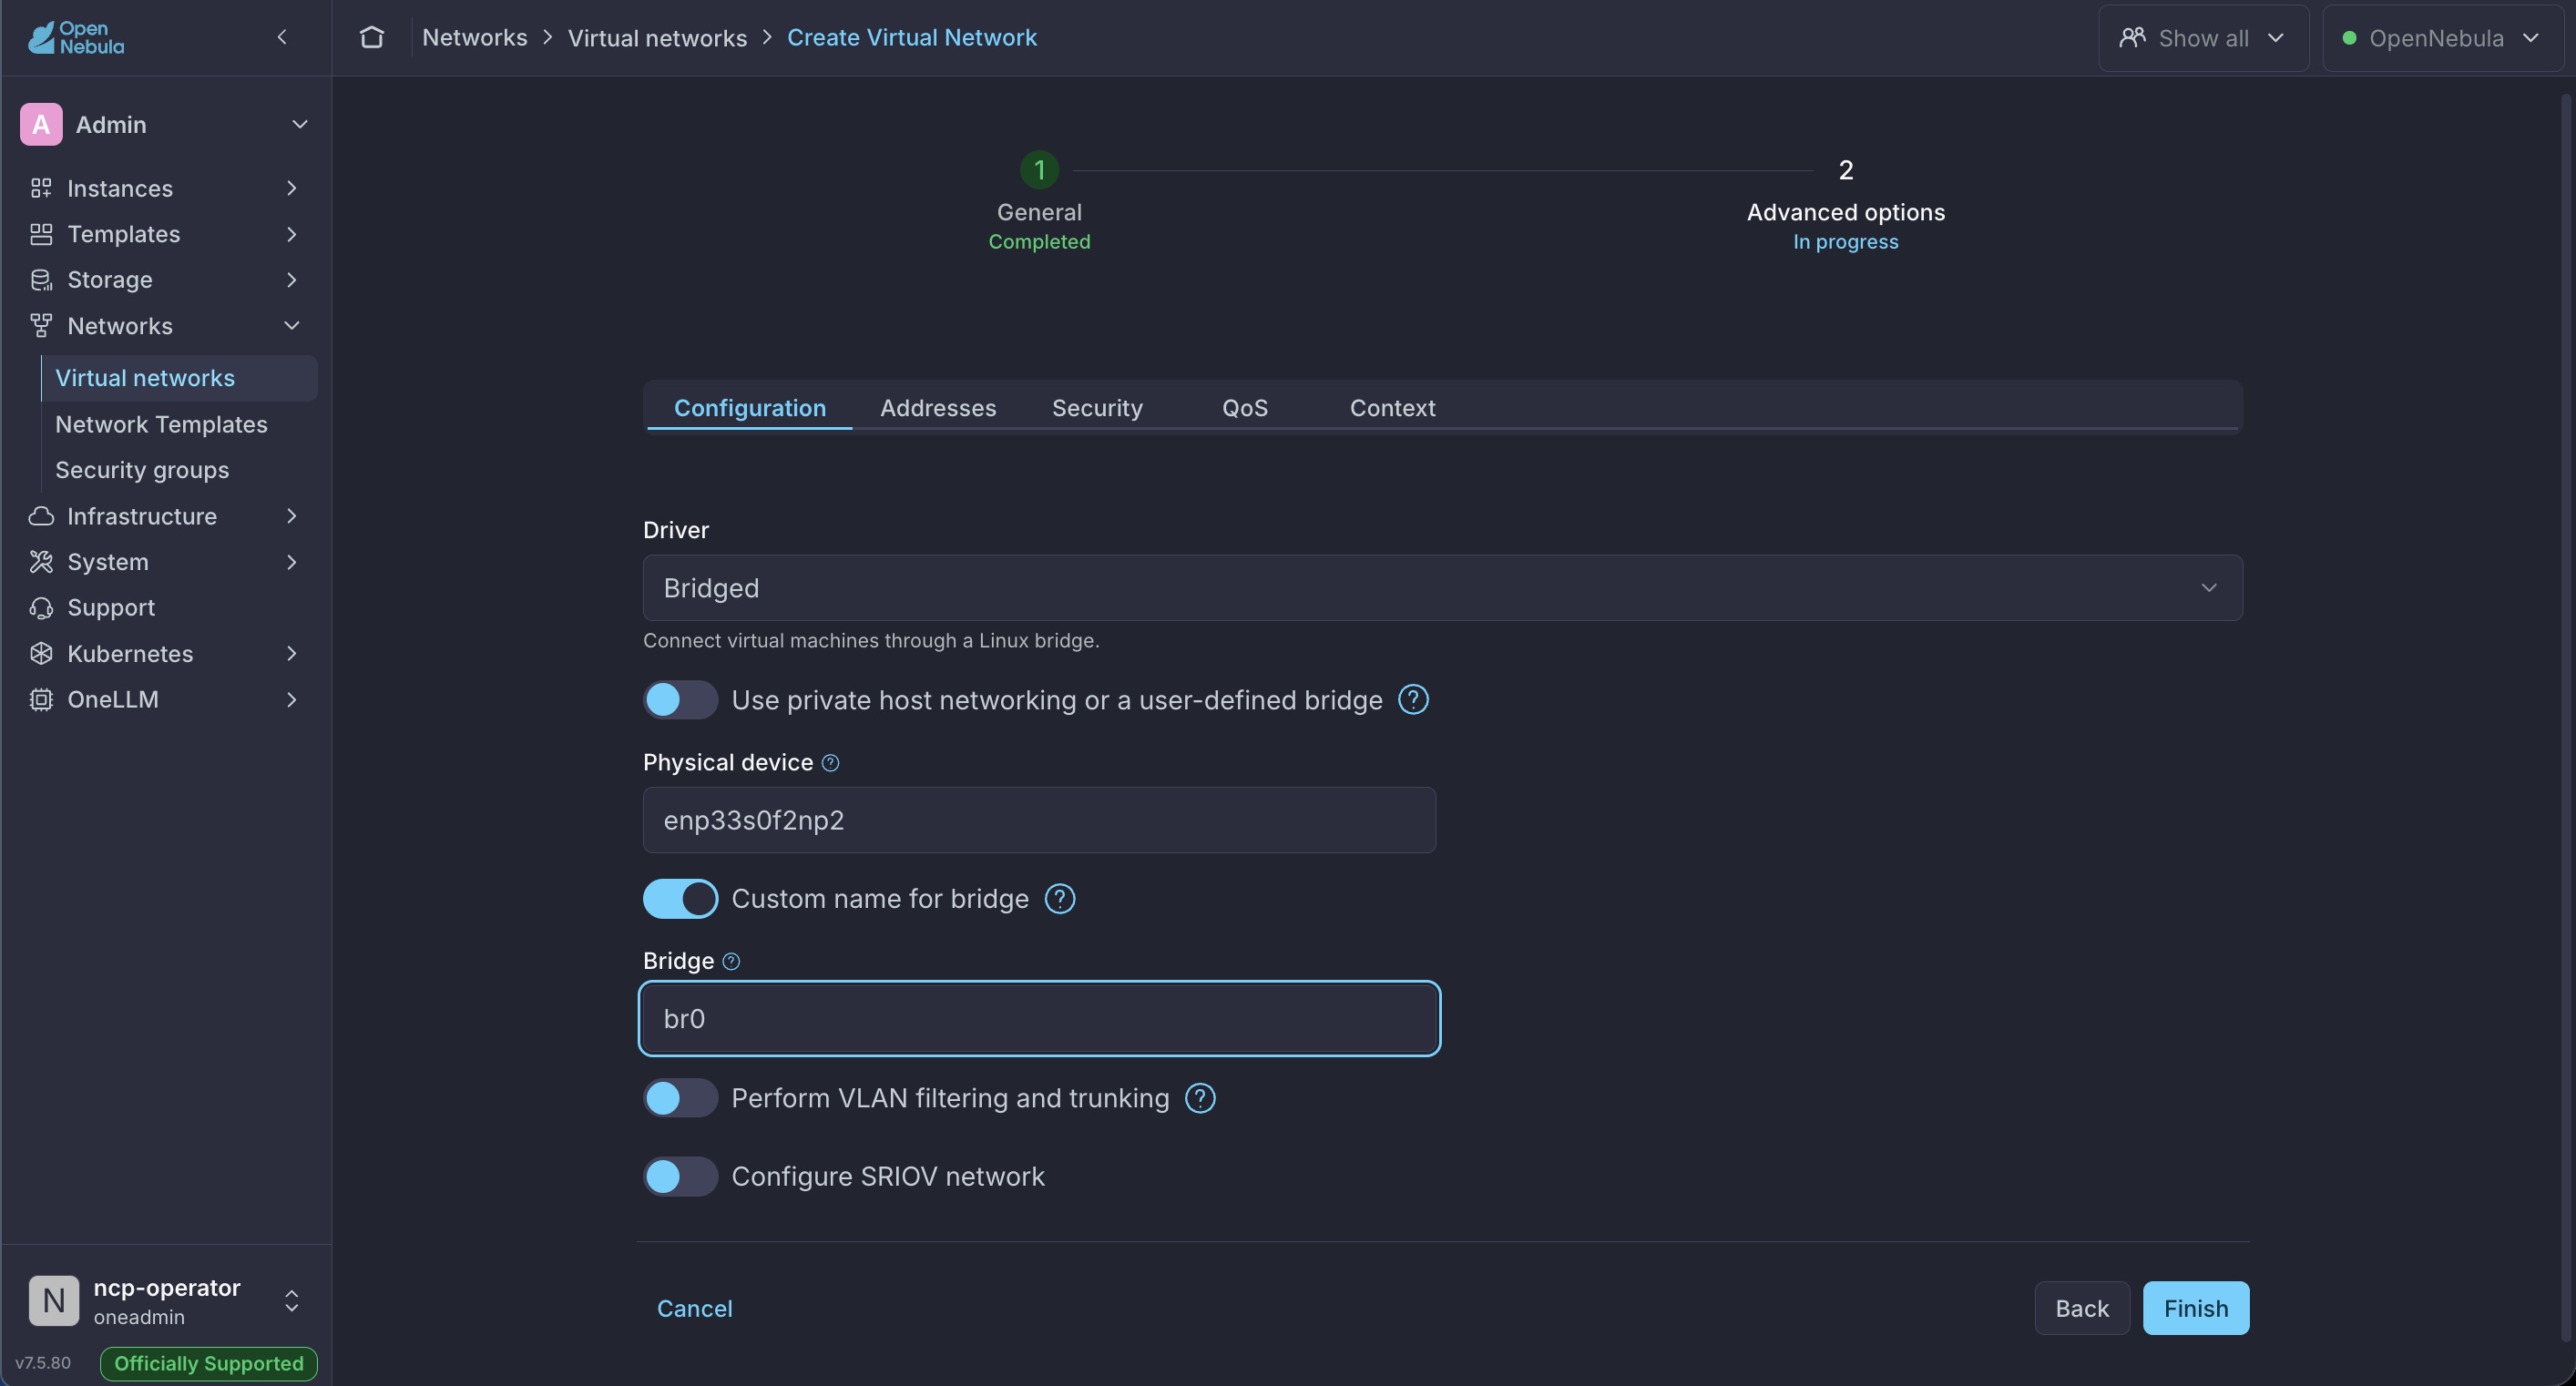 Open
Nebula
Networks > Virtual networks > Create Virtual Network
Show all
OpenNebula
A
Admin
Instances
Templates
Storage
Networks
Virtual networks
Network Templates
Security groups
Infrastructure
System
Support
Kubernetes
OneLLM
1
General
Completed
2
Advanced options
In progress
Configuration Addresses Security QoS Context
Driver
Bridged
Connect virtual machines through a Linux bridge.
Use private host networking or a user-defined bridge ?
Physical device ?
enp33s0f2np2
Custom name for bridge ?
Bridge ?
br0
Perform VLAN filtering and trunking ?
Configure SRIOV network
Cancel
Back
Finish
N
ncp-operator
oneadmin
v7.5.80
Officially Supported